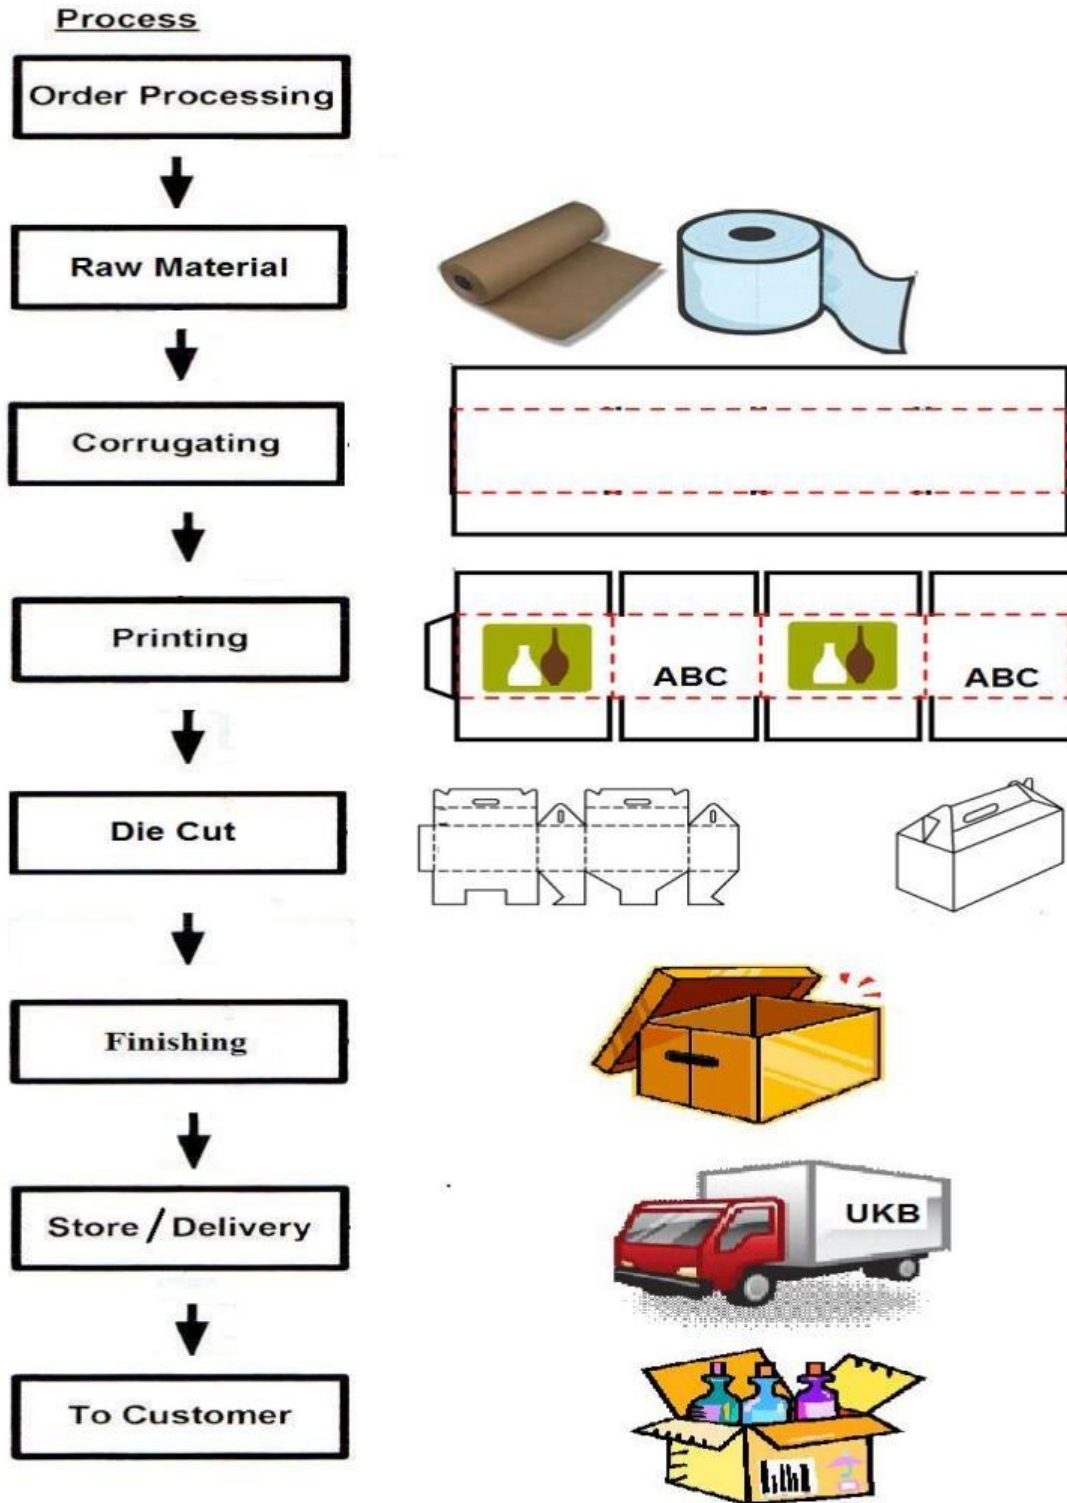 Process
Order Processing
Raw Material
Corrugating
Printing
ABC
ABC
Die Cut
Finishing
Store / Delivery
UKB
To Customer